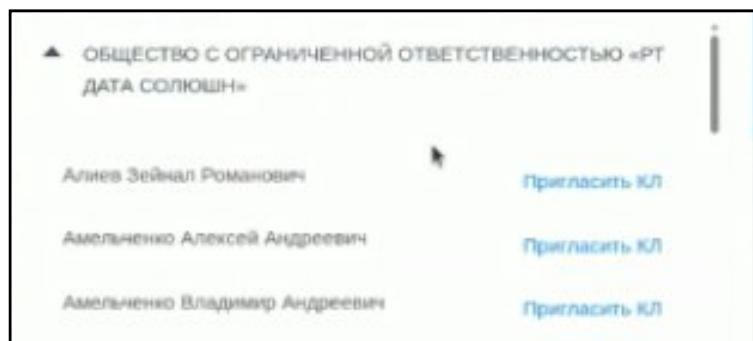 ОБЩЕСТВО С ОГРАНИЧЕННОЙ ОТВЕТСТВЕННОСТЬЮ «РТ
ДАТА СОЛЮШН»
Алиев Зейнал Романович Пригласить КЛ
Амельченко Алексей Андреевич Пригласить КЛ
Амельченко Владимир Андреевич Пригласить КЛ